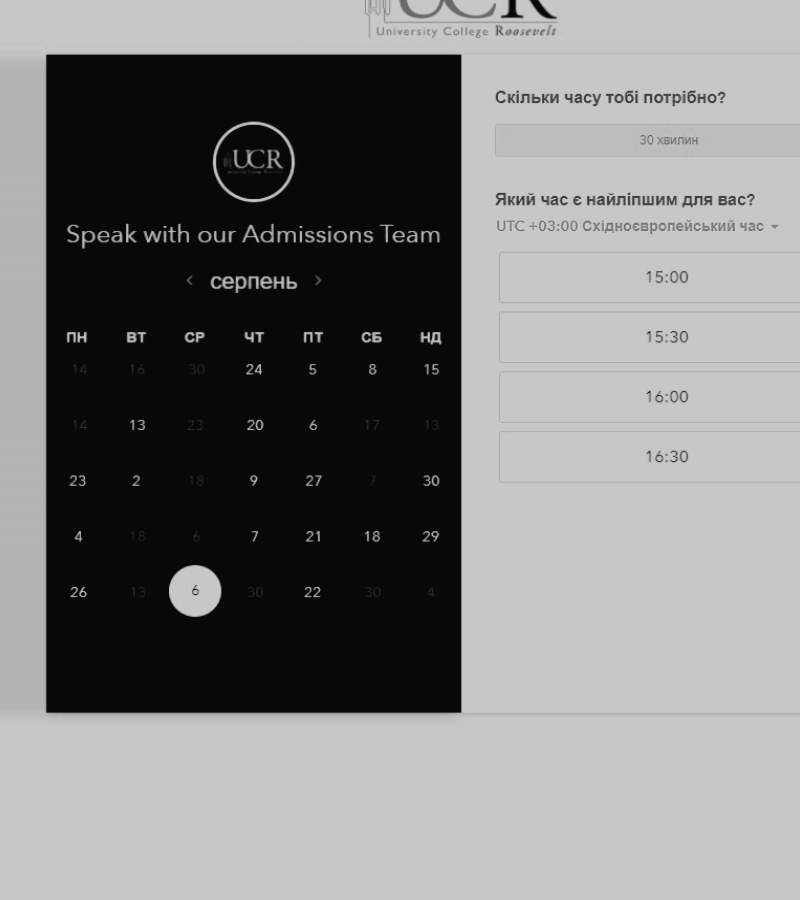 UCR
University College Roosevelt
UCR
Speak with our Admissions Team
серпень
ПН ВТ СР ЧТ ПТ СБ НД
14 16 30 24 5 8 15
14 13 23 20 6 17 13
23 2 18 9 27 7 30
4 18 6 7 21 18 29
26 13 6 30 22 30 4
Скільки часу тобі потрібно?
30 хвилин
Який час є найліпшим для вас?
UTC +03:00 Східноєвропейський час
15:00
15:30
16:00
16:30